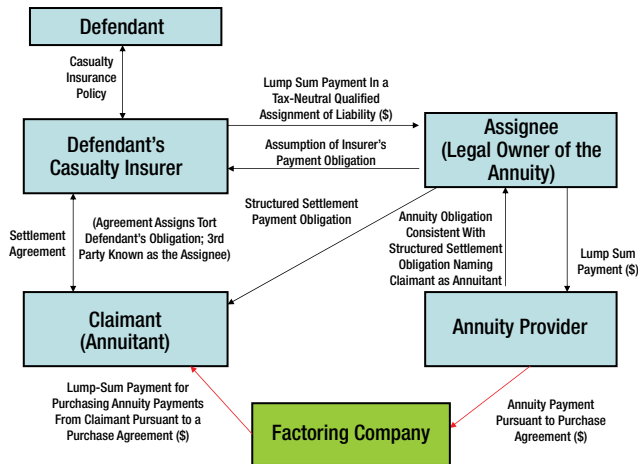 Defendant
Casualty
Insurance
Policy
Lump Sum Payment In a
Tax-Neutral Qualified
Assignment of Liability ($)
Defendant's
Casualty Insurer
Assignee
(Legal Owner of the
Annuity)
Assumption of Insurer's
Payment Obligation
Settlement
Agreement
(Agreement Assigns Tort
Defendant's Obligation; 3rd
Party Known as the Assignee)
Structured Settlement
Payment Obligation
Annuity Obligation
Consistent With
Structured Settlement
Obligation Naming
Claimant as Annuitant
Lump Sum
Payment ($)
Claimant
(Annuitant)
Annuity Provider
Lump-Sum Payment for
Purchasing Annuity Payments
From Claimant Pursuant to a
Purchase Agreement ($)
Factoring Company
Annuity Payment
Pursuant to Purchase
Agreement ($)